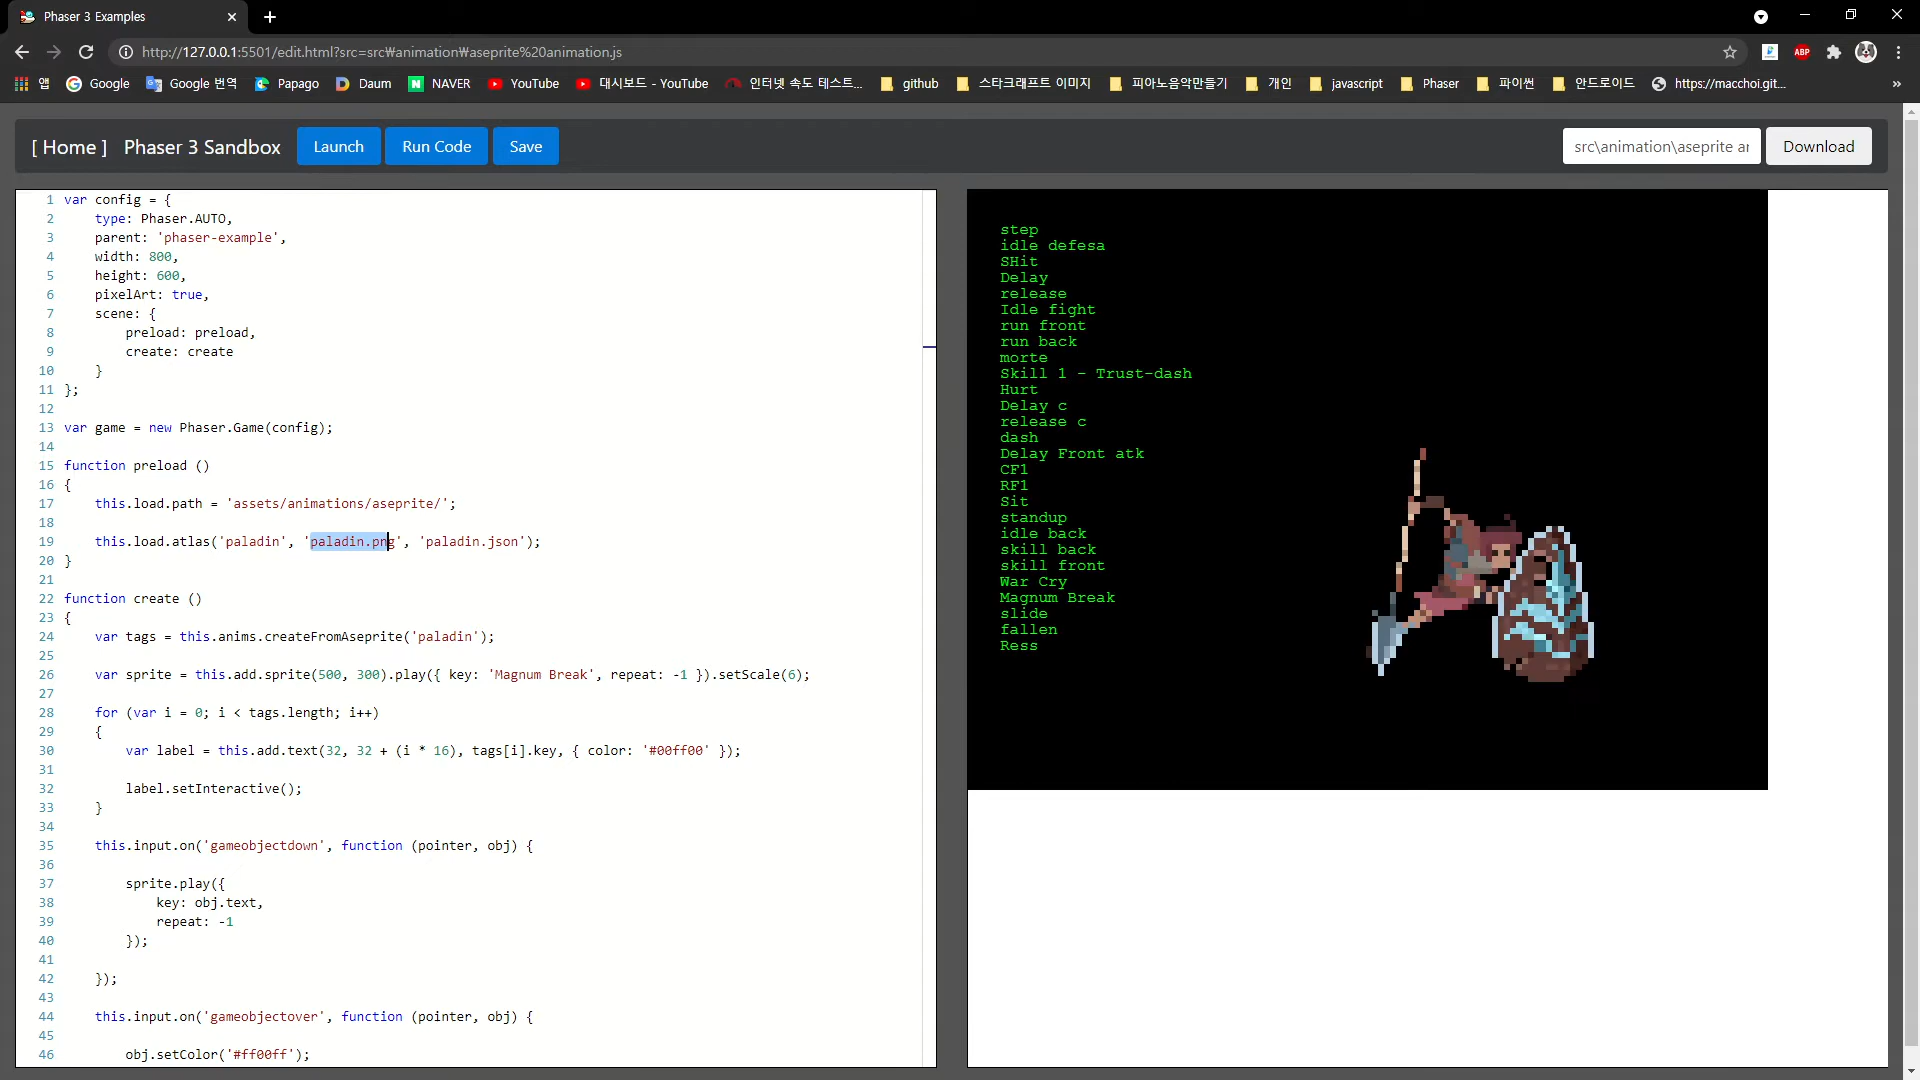 Phaser 3 Examples
http://127.0.0.1:5501/edit.html?src=src₩animation₩aseprite%20animation.js
ABP
앱 Google Google 번역 Papago Daum NAVER YouTube 대시보드 - YouTube 인터넷 속도 테스트... github 스타크래프트 이미지 피아노음악만들기 개인 javascript Phaser 파이썬 안드로이드 https://macchoi.git... »
[ Home ] Phaser 3 Sandbox Launch Run Code Save src\animation\aseprite ar Download
1 var config = {
2 type: Phaser.AUTO,
3 parent: 'phaser-example',
4 width: 800,
5 height: 600,
6 pixelArt: true,
7 scene: {
8 preload: preload,
9 create: create
10 }
11 };
12
13 var game = new Phaser.Game(config);
14
15 function preload ()
16 {
17 this.load.path = 'assets/animations/aseprite/';
18
19 this.load.atlas('paladin', 'paladin.png', 'paladin.json');
20 }
21
22 function create ()
23 {
24 var tags = this.anims.createFromAseprite('paladin');
25
26 var sprite = this.add.sprite(500, 300).play({ key: 'Magnum Break', repeat: -1 }).setScale(6);
27
28 for (var i = 0; i < tags.length; i++)
29 {
30 var label = this.add.text(32, 32 + (i * 16), tags[i].key, { color: '#00ff00' });
31
32 label.setInteractive();
33 }
34
35 this.input.on('gameobjectdown', function (pointer, obj) {
36
37 sprite.play({
38 key: obj.text,
39 repeat: -1
40 });
41
42 });
43
44 this.input.on('gameobjectover', function (pointer, obj) {
45
46 obj.setColor('#ff00ff');
step
idle defesa
SHit
Delay
release
Idle fight
run front
run back
morte
Skill 1 - Trust-dash
Hurt
Delay c
release c
dash
Delay Front atk
CF1
RF1
Sit
standup
idle back
skill back
skill front
War Cry
Magnum Break
slide
fallen
Ress